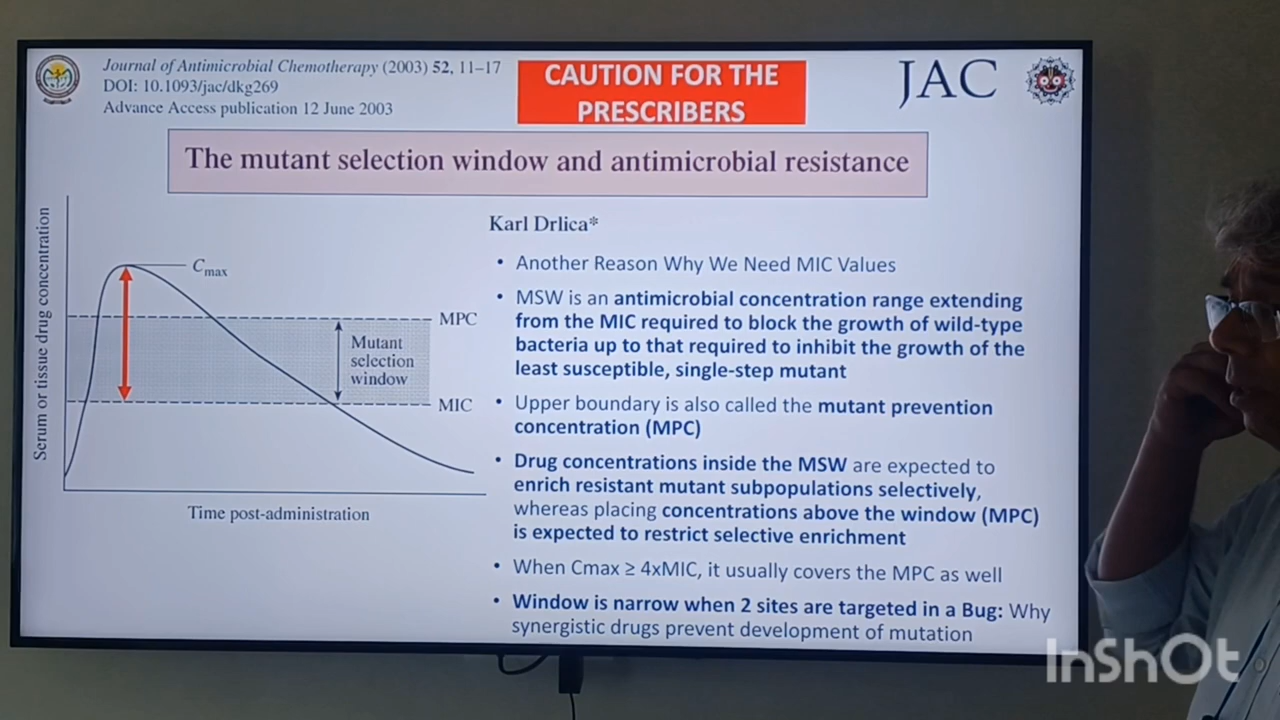 Journal of Antimicrobial Chemotherapy (2003) 52, 11–17
DOI: 10.1093/jac/dkg269
Advance Access publication 12 June 2003
CAUTION FOR THE
PRESCRIBERS
JAC
The mutant selection window and antimicrobial resistance
Serum or tissue drug concentration
Cmax
MPC
Mutant
selection
window
MIC
Time post-administration
Karl Drlica*
• Another Reason Why We Need MIC Values
• MSW is an antimicrobial concentration range extending
from the MIC required to block the growth of wild-type
bacteria up to that required to inhibit the growth of the
least susceptible, single-step mutant
• Upper boundary is also called the mutant prevention
concentration (MPC)
• Drug concentrations inside the MSW are expected to
enrich resistant mutant subpopulations selectively,
whereas placing concentrations above the window (MPC)
is expected to restrict selective enrichment
• When Cmax ≥ 4xMIC, it usually covers the MPC as well
• Window is narrow when 2 sites are targeted in a Bug: Why
synergistic drugs prevent development of mutation
InShOt